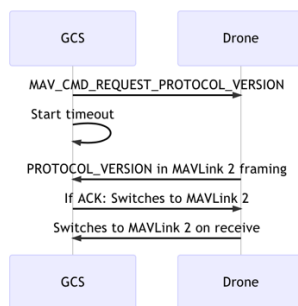 GCS
Drone
MAV_CMD_REQUEST_PROTOCOL_VERSION
Start timeout
PROTOCOL_VERSION in MAVLink 2 framing
If ACK: Switches to MAVLink 2
Switches to MAVLink 2 on receive
GCS
Drone